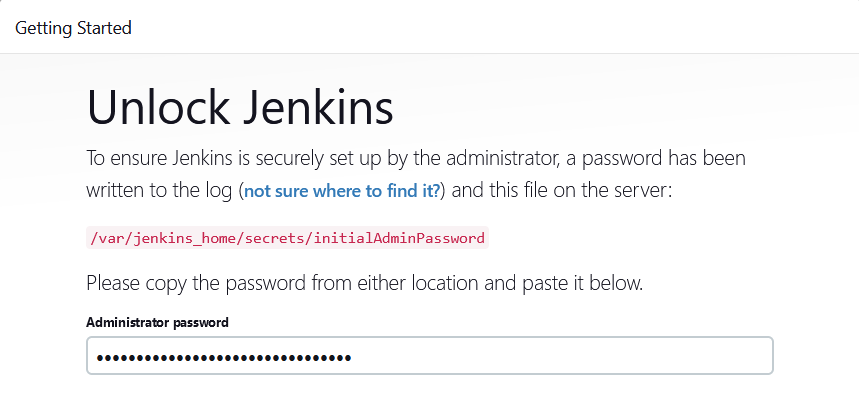 Getting Started
Unlock Jenkins
To ensure Jenkins is securely set up by the administrator, a password has been
written to the log (not sure where to find it?) and this file on the server:
/var/jenkins_home/secrets/initialAdminPassword
Please copy the password from either location and paste it below.
Administrator password
••••••••••••••••••••••••••••••••